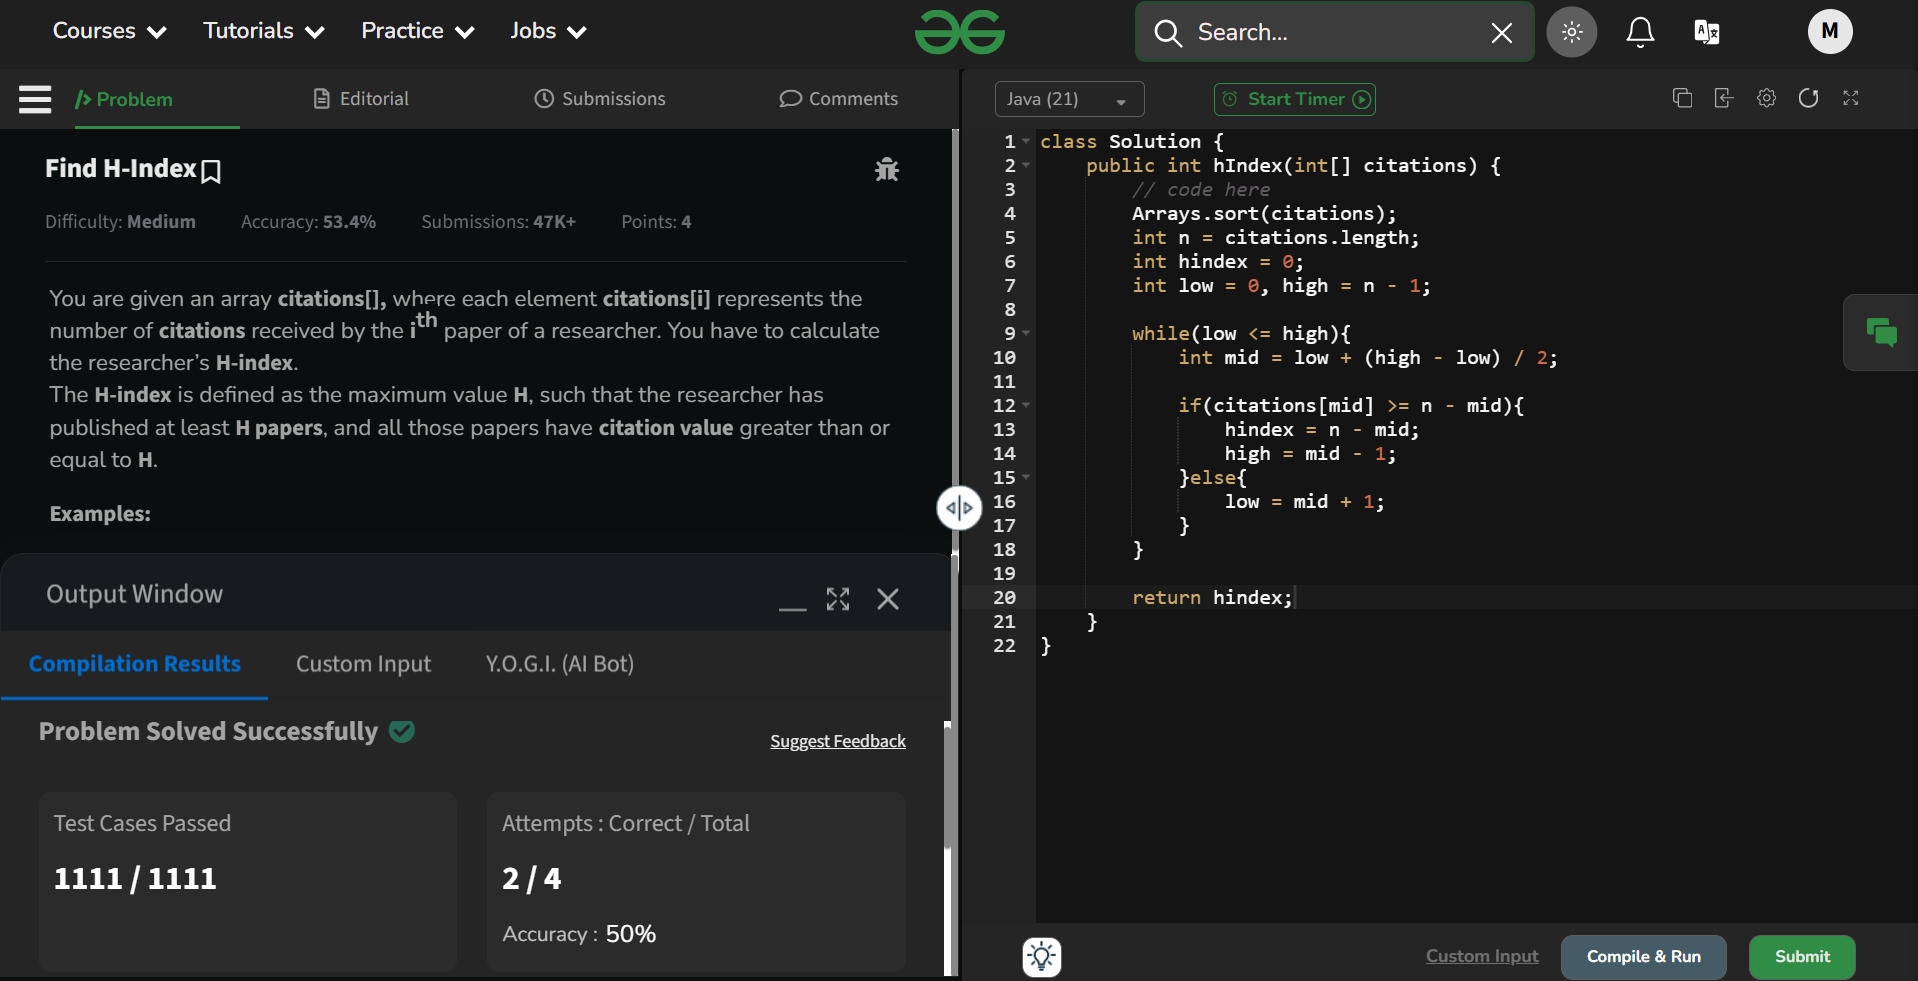 Courses Tutorials Practice Jobs Search... M
Problem Editorial Submissions Comments
Java (21) Start Timer
Find H-Index
Difficulty: Medium Accuracy: 53.4% Submissions: 47K+ Points: 4
You are given an array citations[], where each element citations[i] represents the
number of citations received by the ith paper of a researcher. You have to calculate
the researcher’s H-index.
The H-index is defined as the maximum value H, such that the researcher has
published at least H papers, and all those papers have citation value greater than or
equal to H.
Examples:
Output Window
Compilation Results Custom Input Y.O.G.I. (AI Bot)
Problem Solved Successfully
Suggest Feedback
Test Cases Passed
1111 / 1111
Attempts : Correct / Total
2 / 4
Accuracy : 50%
1 class Solution {
2 public int hIndex(int[] citations) {
3 // code here
4 Arrays.sort(citations);
5 int n = citations.length;
6 int hindex = 0;
7 int low = 0, high = n - 1;
8
9 while(low <= high){
10 int mid = low + (high - low) / 2;
11
12 if(citations[mid] >= n - mid){
13 hindex = n - mid;
14 high = mid - 1;
15 }else{
16 low = mid + 1;
17 }
18 }
19
20 return hindex;
21 }
22 }
Custom Input Compile & Run Submit